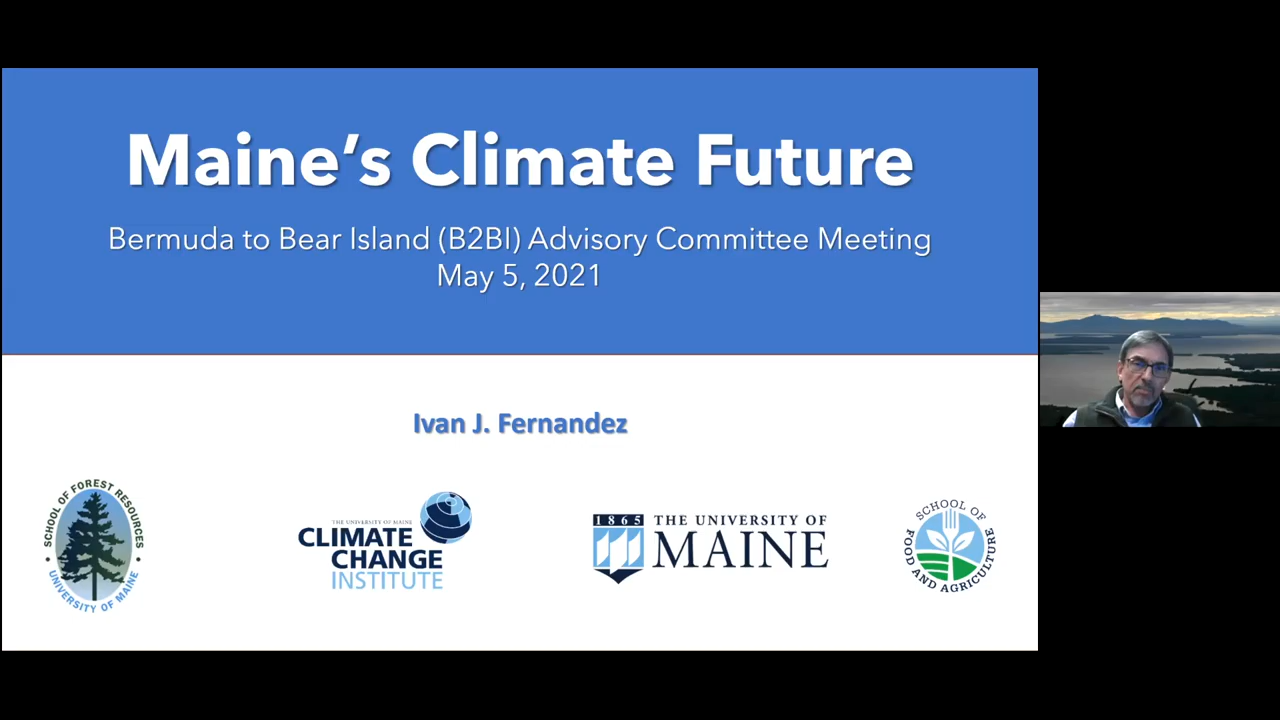 Maine's Climate Future
Bermuda to Bear Island (B2BI) Advisory Committee Meeting
May 5, 2021
Ivan J. Fernandez
SCHOOL OF FOREST RESOURCES
UNIVERSITY OF MAINE
THE UNIVERSITY OF MAINE
CLIMATE
CHANGE
INSTITUTE
1865
THE UNIVERSITY OF
MAINE
SCHOOL OF
FOOD AND AGRICULTURE